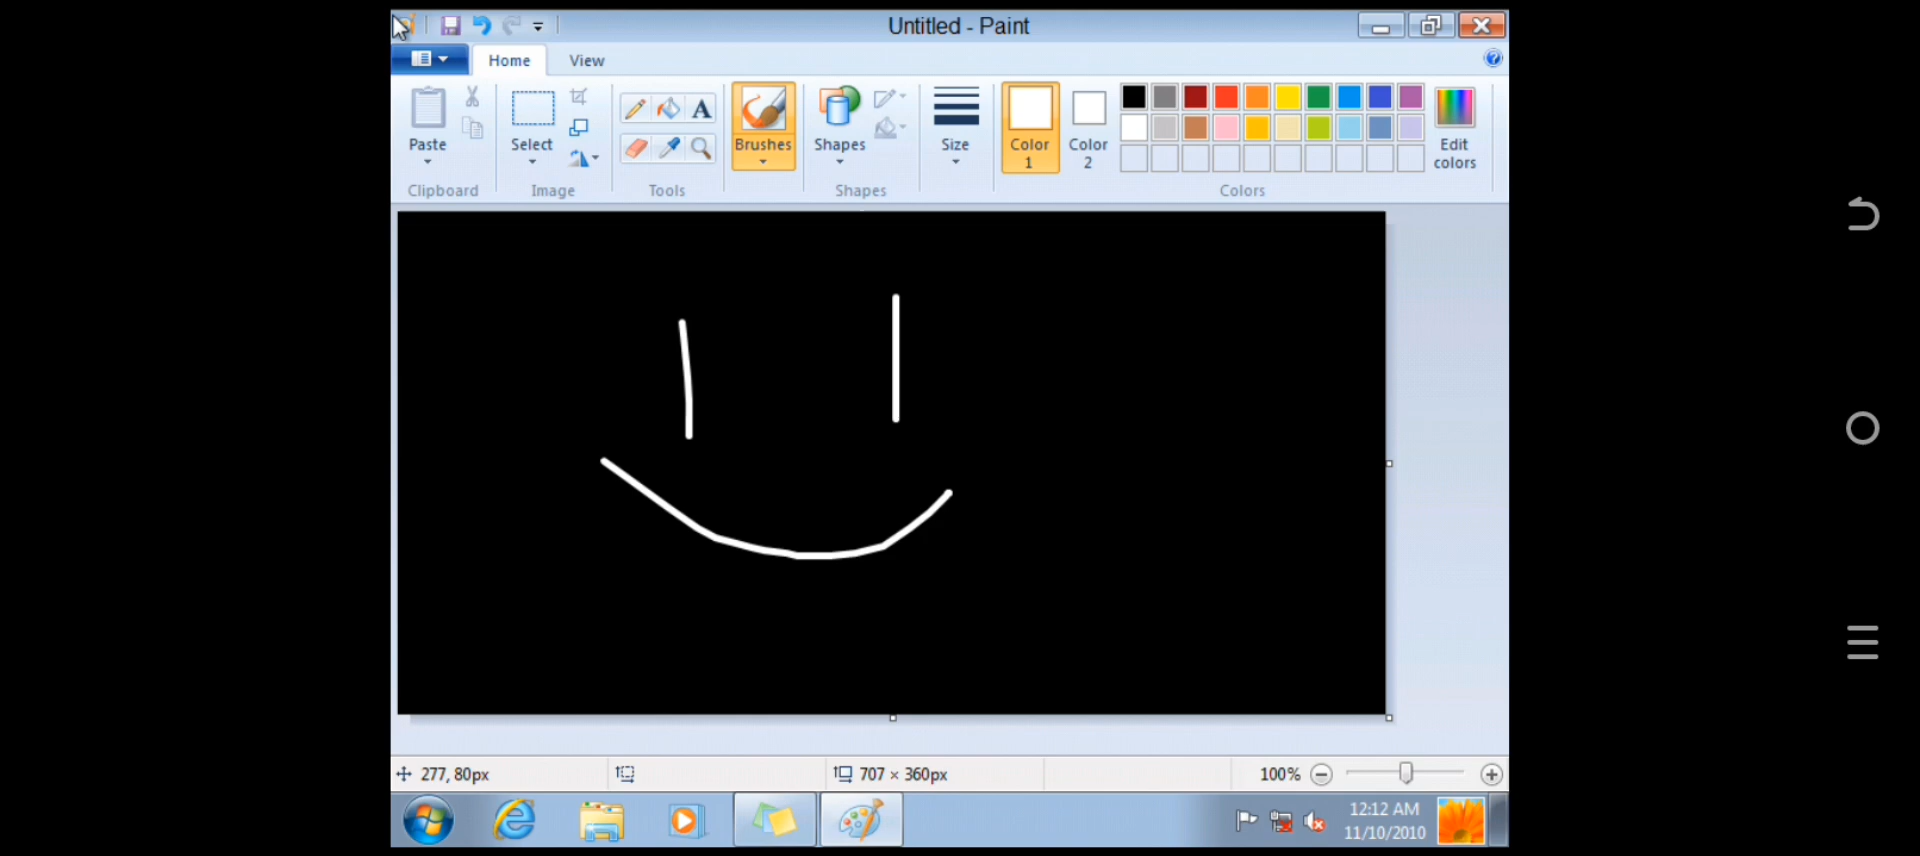 Untitled - Paint
Home View
Paste
Select
A
Brushes
Shapes
Size
Color 1
Color 2
Edit colors
Clipboard Image Tools Shapes Colors
277, 80px
707 × 360px
100%
12:12 AM
11/10/2010